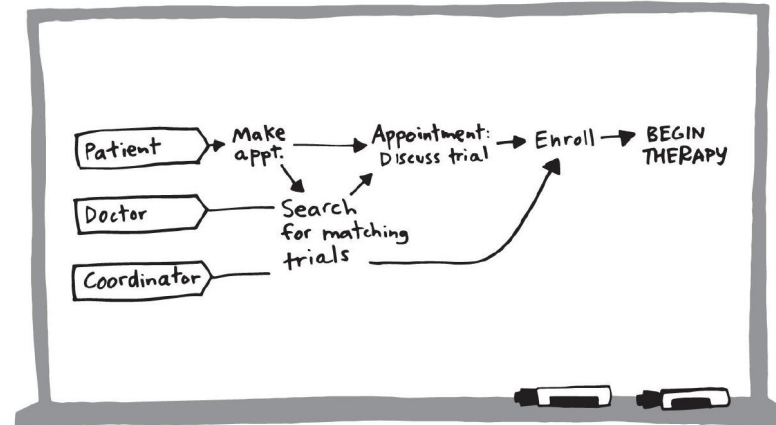 Patient
Make
appt.
Appointment:
Discuss trial
Enroll
BEGIN
THERAPY
Doctor
Search
for matching
trials
Coordinator